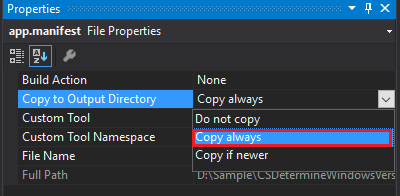 Properties
app.manifest File Properties
Build Action None
Copy to Output Directory Copy always
Custom Tool Do not copy
Custom Tool Namespace Copy always
File Name Copy if newer
Full Path D:\Sample\CSDetermineWindowsVers